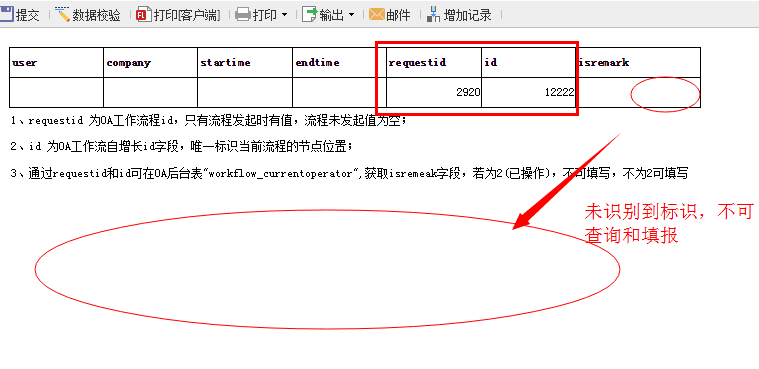 提交 数据校验 打印[客户端] 打印 输出 邮件 增加记录
user company startime endtime requestid id isremark
2920 12222
1、requestid 为OA工作流程id，只有流程发起时有值，流程未发起值为空；
2、id 为OA工作流自增长id字段，唯一标识当前流程的节点位置；
3、通过requestid和id可在OA后台表"workflow_currentoperator",获取isremeak字段，若为2(已操作)，不可填写，不为2可填写
未识别到标识，不可
查询和填报